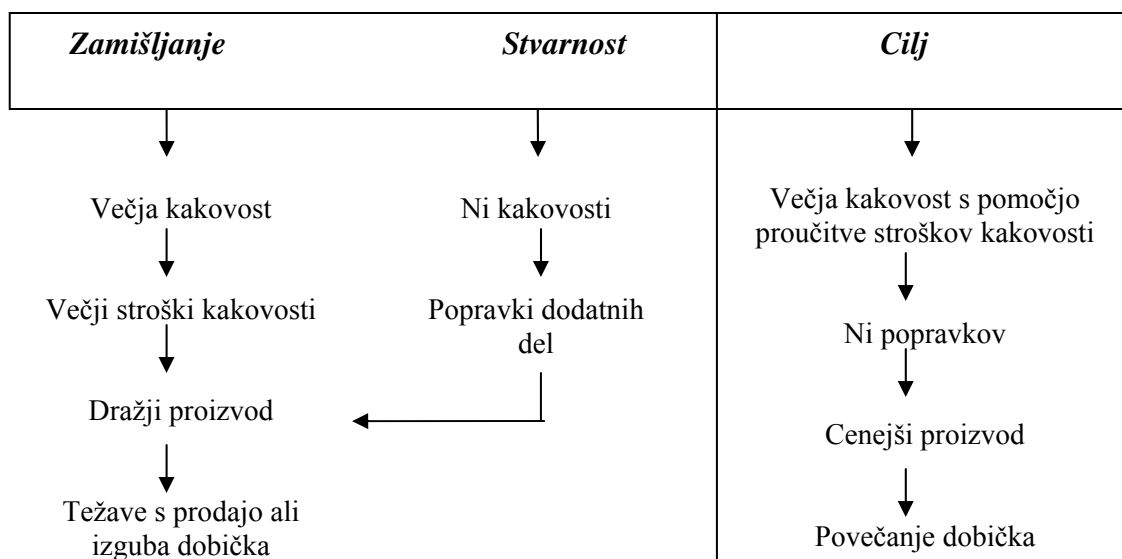 Zamišljanje
Stvarnost
Cilj
Večja kakovost
Večji stroški kakovosti
Dražji proizvod
Težave s prodajo ali
izguba dobička
Ni kakovosti
Popravki dodatnih
del
Večja kakovost s pomočjo
proučitve stroškov kakovosti
Ni popravkov
Cenejši proizvod
Povečanje dobička